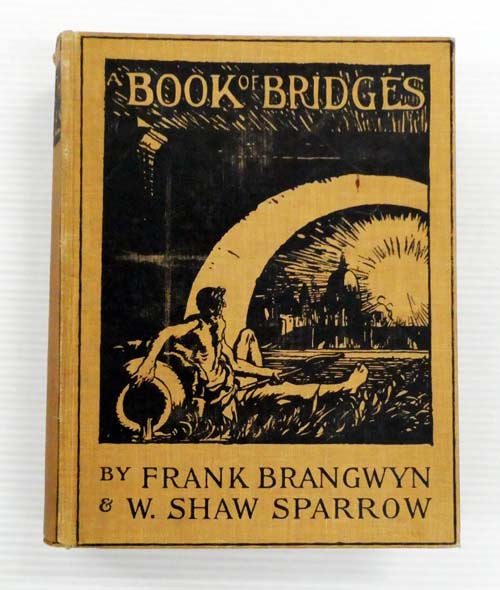 A BOOK OF BRIDGES
BY FRANK BRANGWYN
& W. SHAW SPARROW